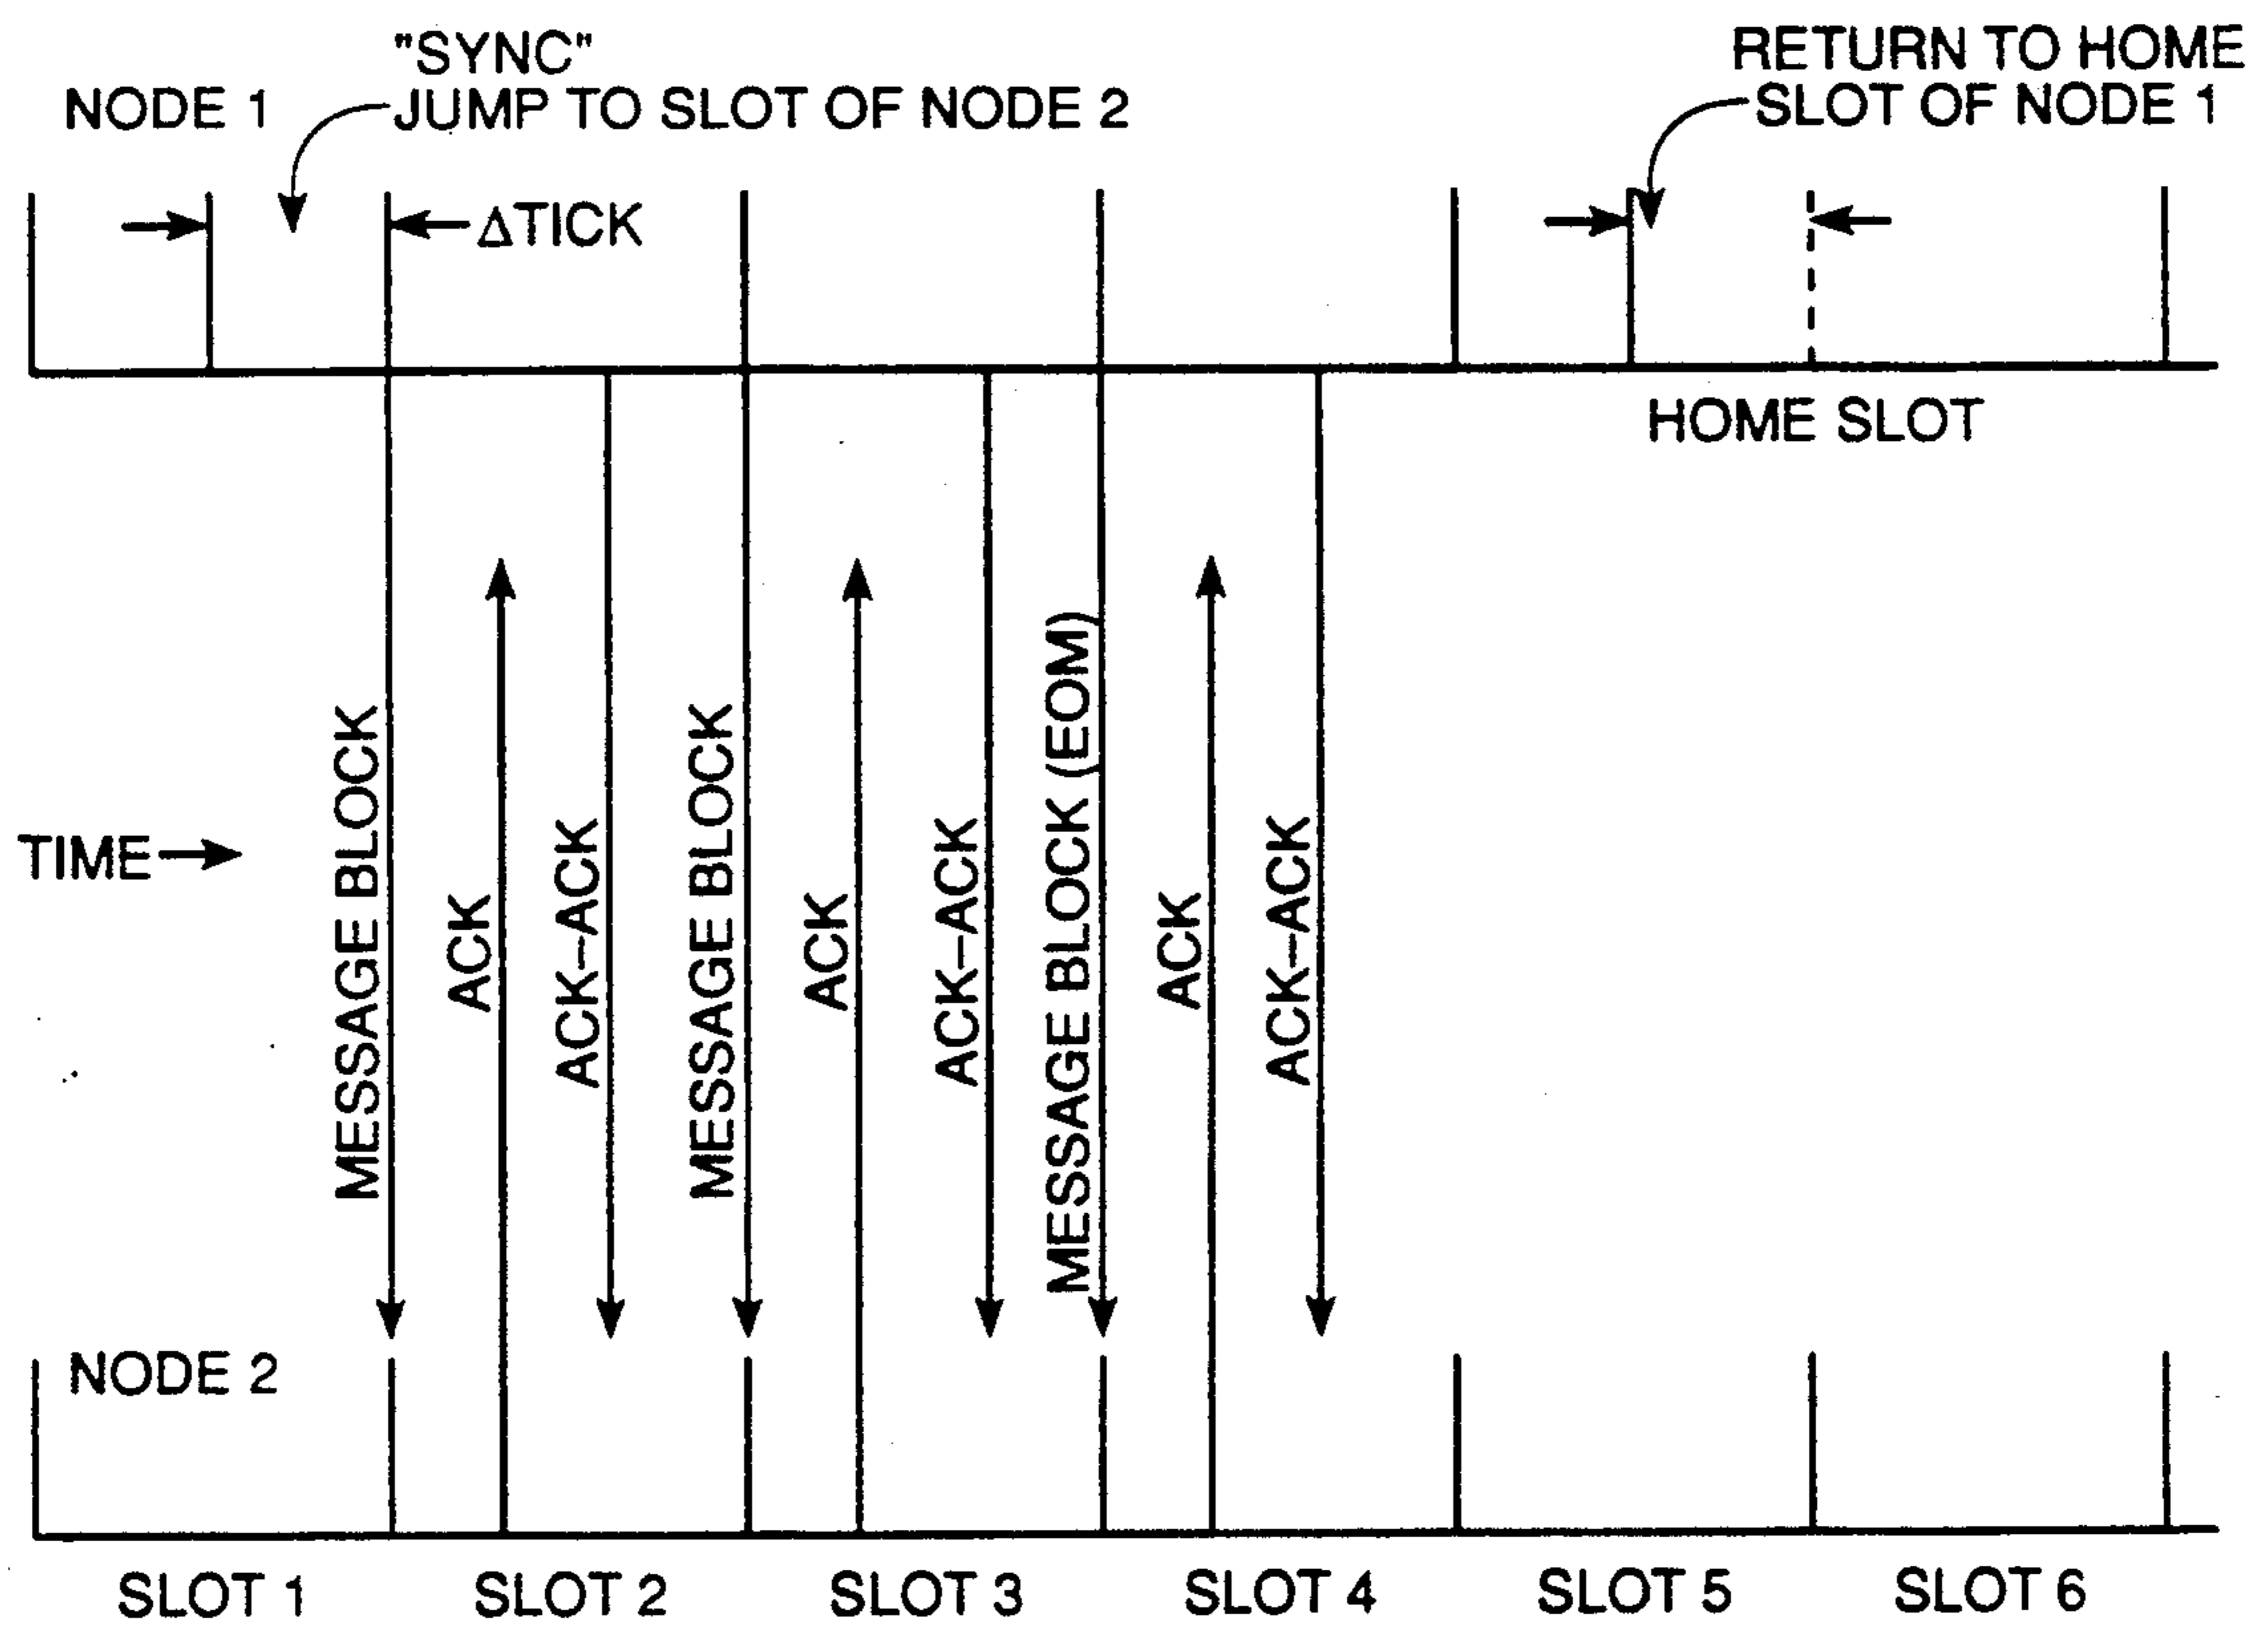 "SYNC"
NODE 1
JUMP TO SLOT OF NODE 2
RETURN TO HOME
SLOT OF NODE 1
ΔTICK
HOME SLOT
TIME
MESSAGE BLOCK
ACK
ACK–ACK
MESSAGE BLOCK
ACK
ACK–ACK
MESSAGE BLOCK (EOM)
ACK
ACK–ACK
NODE 2
SLOT 1
SLOT 2
SLOT 3
SLOT 4
SLOT 5
SLOT 6